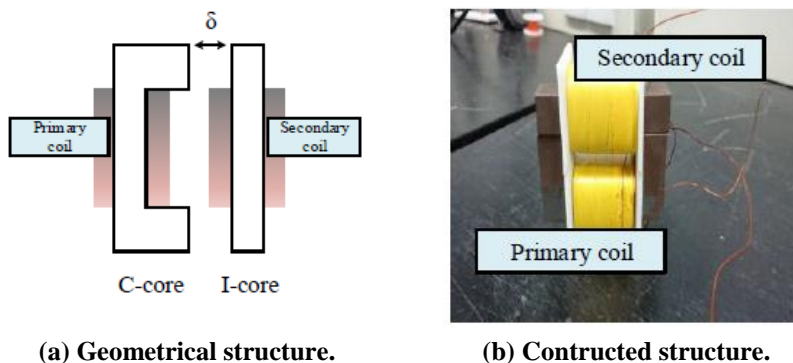 δ
Primary
coil
Secondary
coil
C-core
I-core
(a) Geometrical structure.
Secondary coil
Primary coil
(b) Contructed structure.